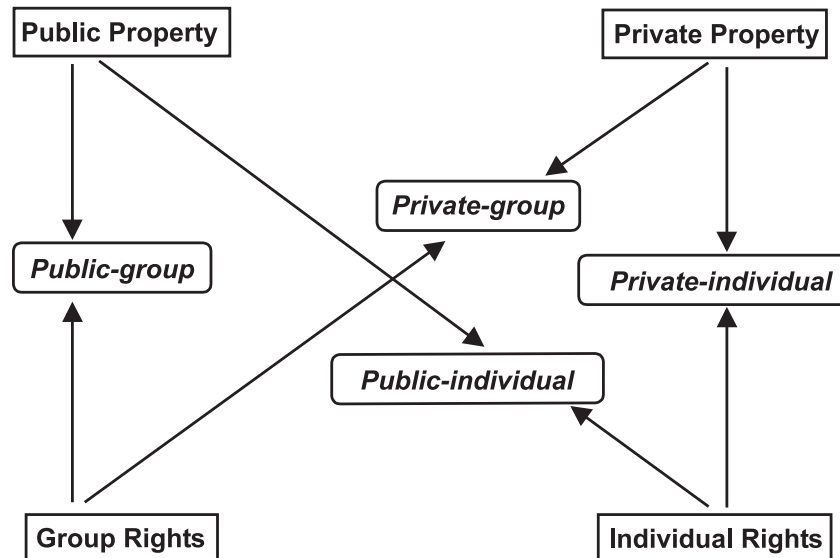 Public Property
Private Property
Private-group
Public-group
Private-individual
Public-individual
Group Rights
Individual Rights